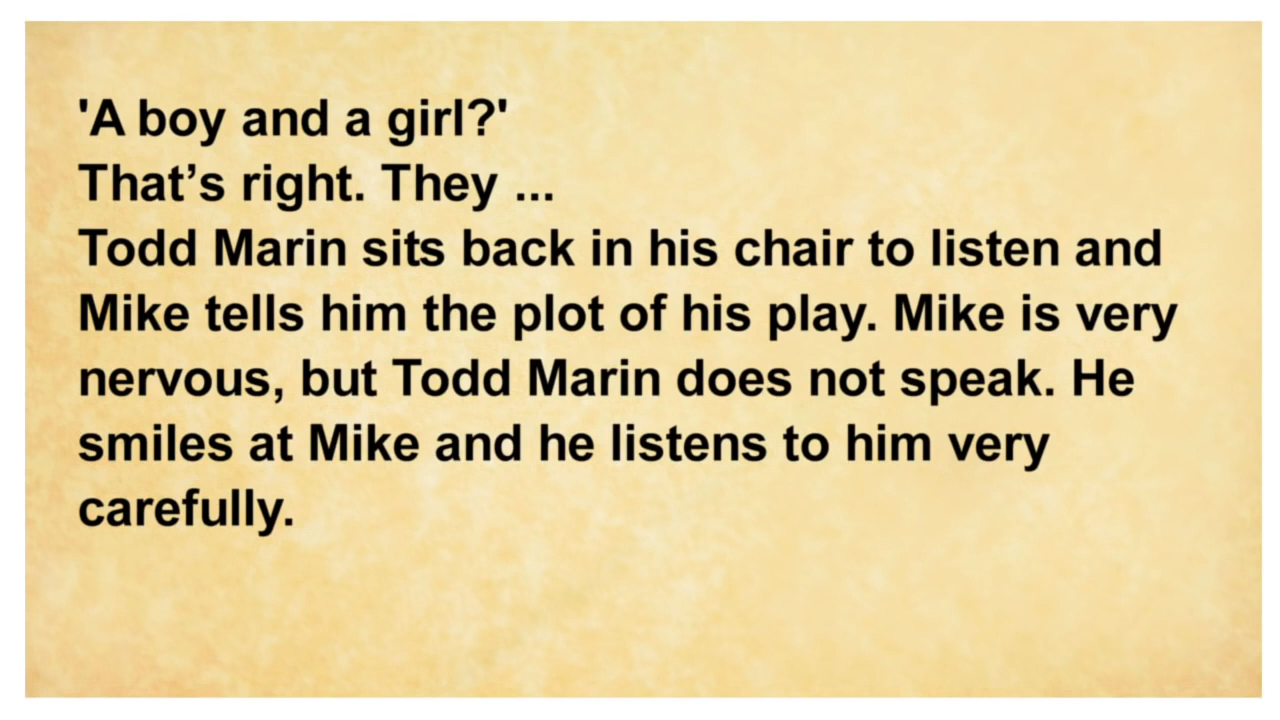 'A boy and a girl?'
That’s right. They ...
Todd Marin sits back in his chair to listen and
Mike tells him the plot of his play. Mike is very
nervous, but Todd Marin does not speak. He
smiles at Mike and he listens to him very
carefully.